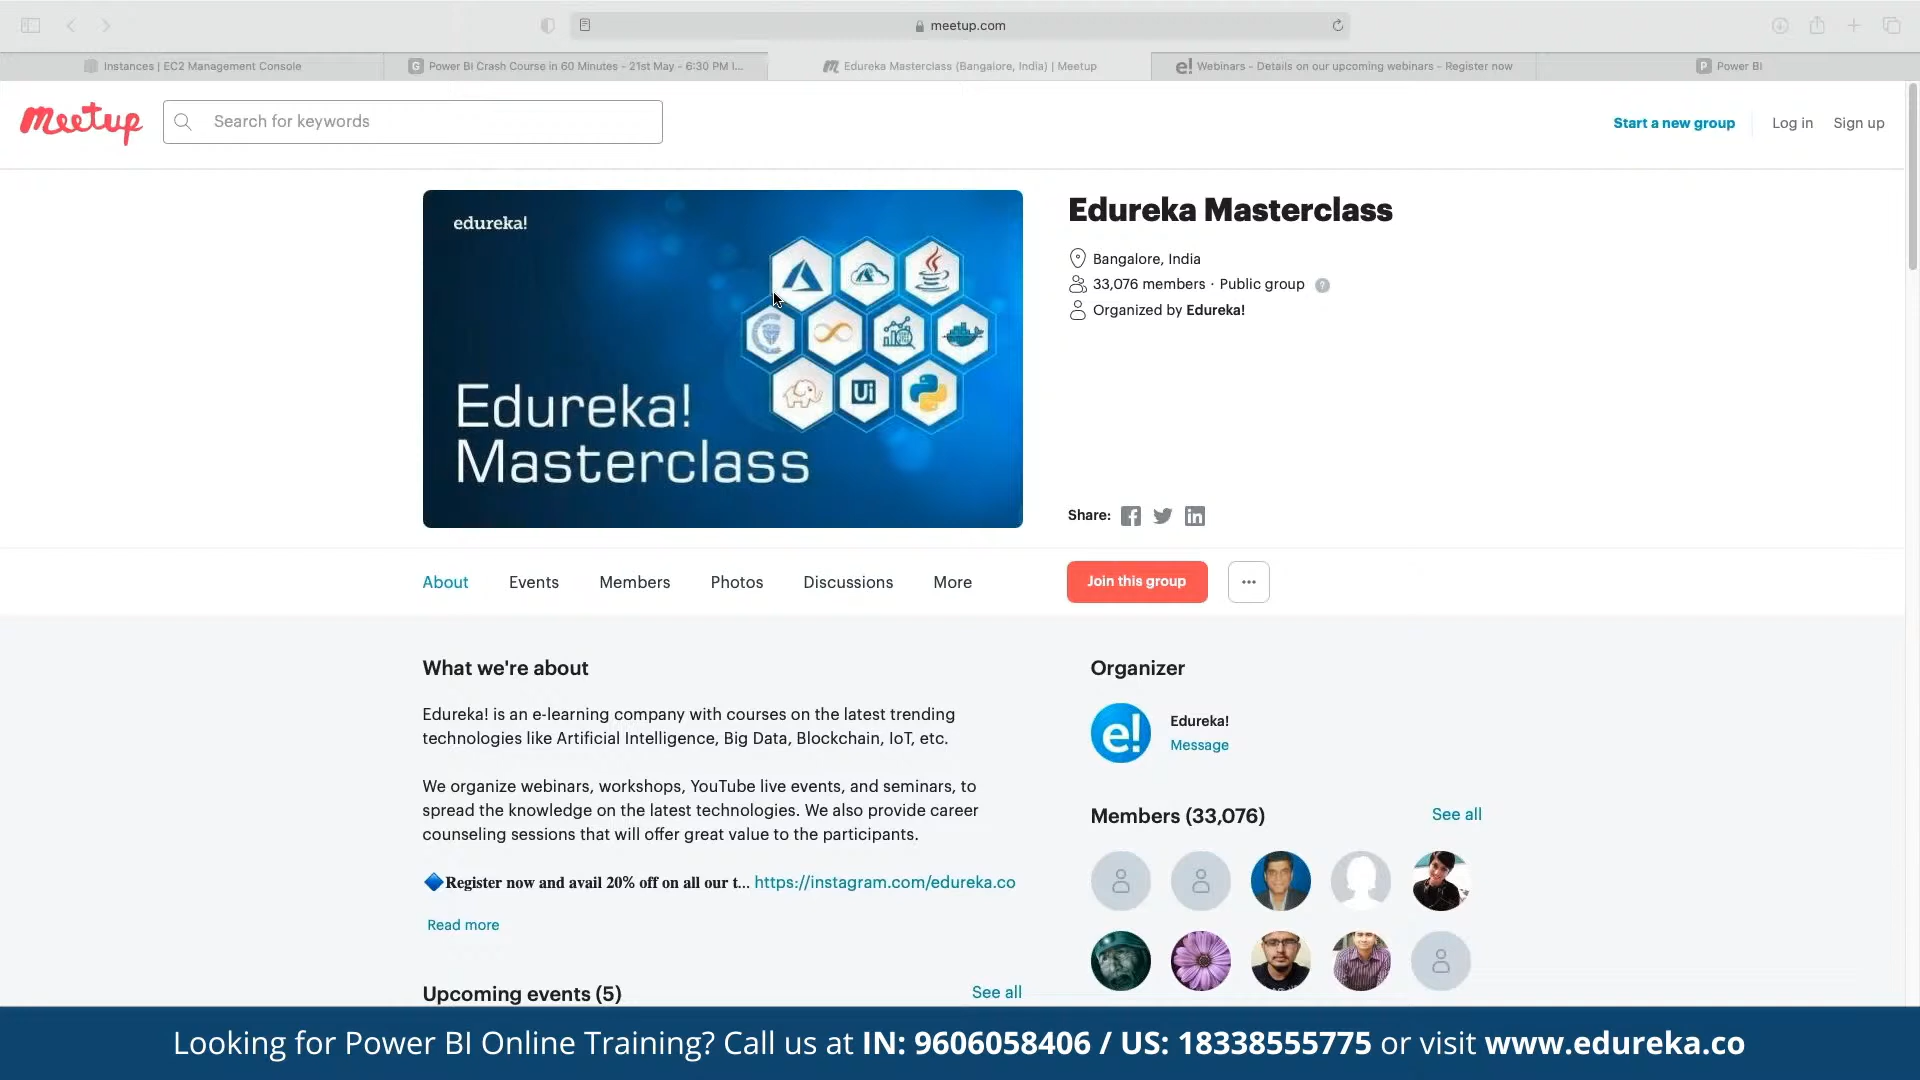 meetup.com
Instances | EC2 Management Console
Power BI Crash Course in 60 Minutes - 21st May - 6:30 PM I...
Edureka Masterclass (Bangalore, India) | Meetup
Webinars - Details on our upcoming webinars - Register now
Power BI
meetup
Search for keywords
Start a new group
Log in
Sign up
edureka!
Ui
Edureka!
Masterclass
Edureka Masterclass
Bangalore, India
33,076 members · Public group ?
Organized by Edureka!
Share:
About
Events
Members
Photos
Discussions
More
Join this group
What we're about
Edureka! is an e-learning company with courses on the latest trending
technologies like Artificial Intelligence, Big Data, Blockchain, IoT, etc.
We organize webinars, workshops, YouTube live events, and seminars, to
spread the knowledge on the latest technologies. We also provide career
counseling sessions that will offer great value to the participants.
🔷𝐑𝐞𝐠𝐢𝐬𝐭𝐞𝐫 𝐧𝐨𝐰 𝐚𝐧𝐝 𝐚𝐯𝐚𝐢𝐥 𝟐𝟎% 𝐨𝐟𝐟 𝐨𝐧 𝐚𝐥𝐥 𝐨𝐮𝐫 𝐭... https://instagram.com/edureka.co
Read more
Upcoming events (5)
See all
Organizer
e!
Edureka!
Message
Members (33,076)
See all
Looking for Power BI Online Training? Call us at IN: 9606058406 / US: 18338555775 or visit www.edureka.co